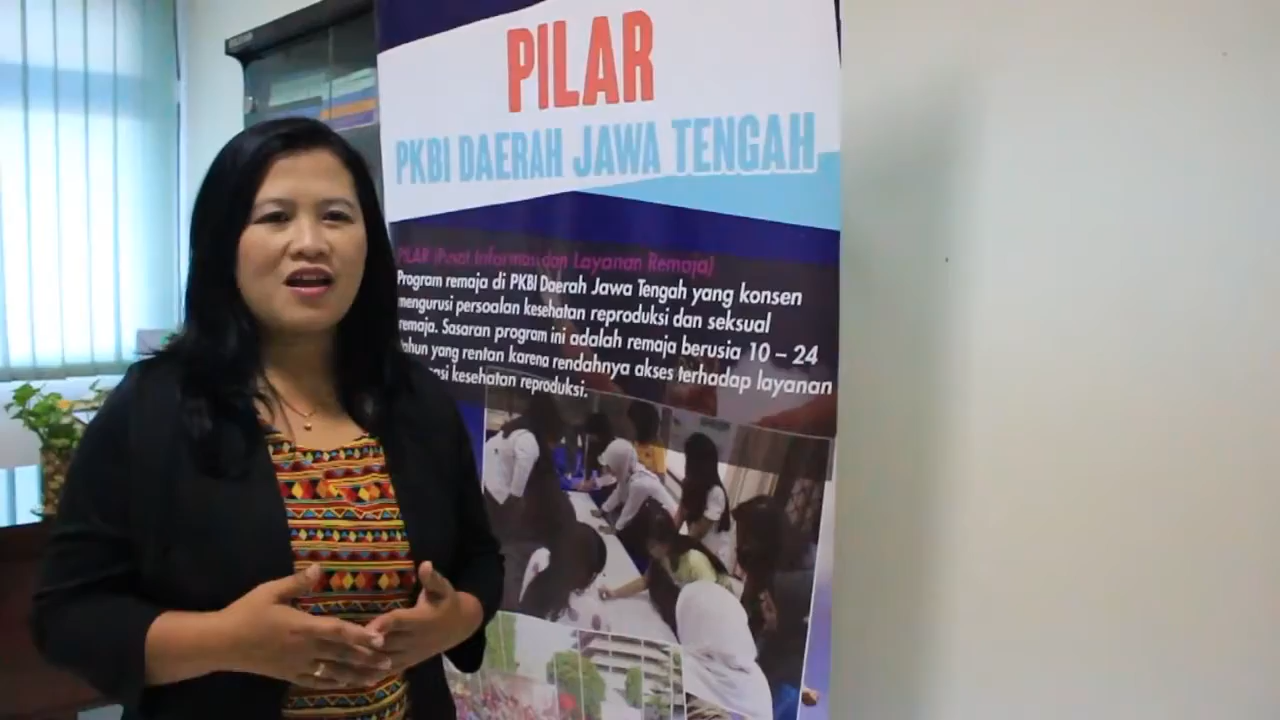 PILAR
PKBI DAERAH JAWA TENGAH
PILAR (Pusat Informasi dan Layanan Remaja)
Program remaja di PKBI Daerah Jawa Tengah yang konsen
mengurusi persoalan kesehatan reproduksi dan seksual
remaja. Sasaran program ini adalah remaja berusia 10 – 24
tahun yang rentan karena rendahnya akses terhadap layanan
kesehatan reproduksi.